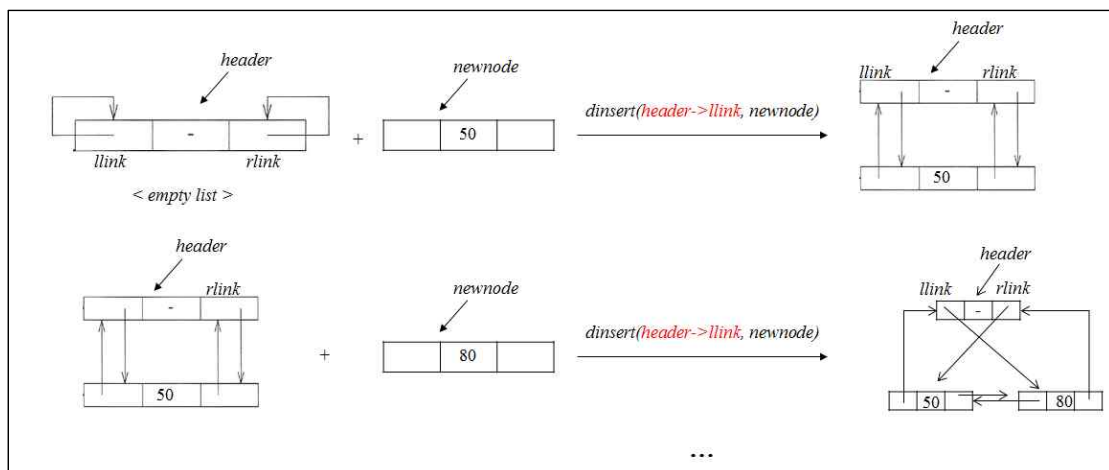 header
newnode
header
llink
rlink
-
50
+
dinsert(header->llink, newnode)
-
llink
rlink
50
< empty list >
header
newnode
header
rlink
llink
rlink
-
80
+
dinsert(header->llink, newnode)
-
50
50
80
...